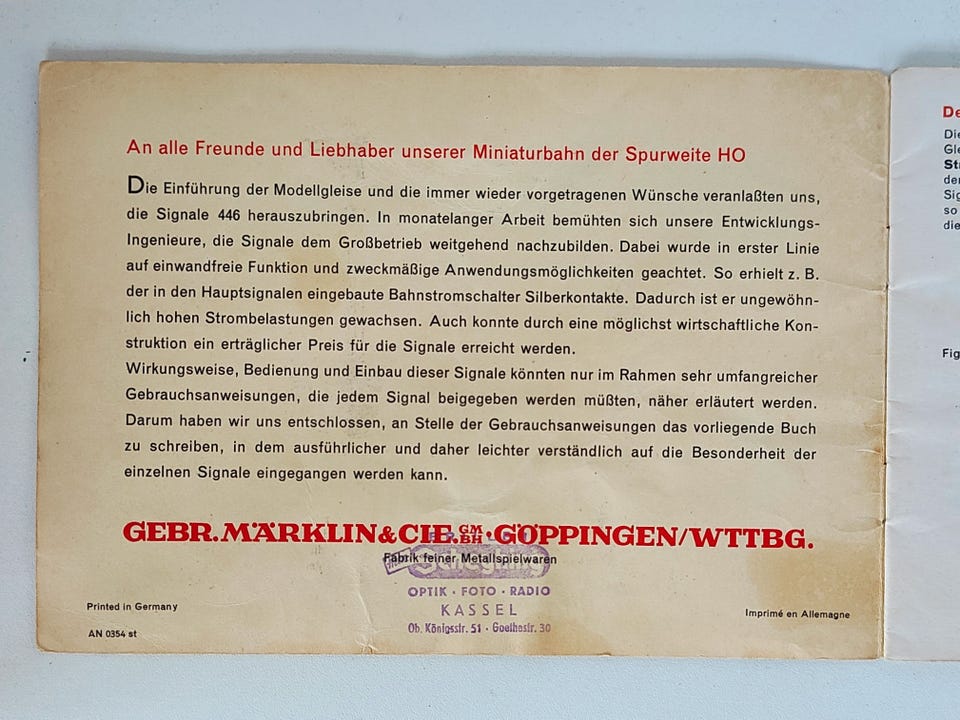 An alle Freunde und Liebhaber unserer Miniaturbahn der Spurweite HO
Die Einführung der Modellgleise und die immer wieder vorgetragenen Wünsche veranlaßten uns,
die Signale 446 herauszubringen. In monatelanger Arbeit bemühten sich unsere Entwicklungs-
Ingenieure, die Signale dem Großbetrieb weitgehend nachzubilden. Dabei wurde in erster Linie
auf einwandfreie Funktion und zweckmäßige Anwendungsmöglichkeiten geachtet. So erhielt z. B.
der in den Hauptsignalen eingebaute Bahnstromschalter Silberkontakte. Dadurch ist er ungewöhn-
lich hohen Strombelastungen gewachsen. Auch konnte durch eine möglichst wirtschaftliche Kon-
struktion ein erträglicher Preis für die Signale erreicht werden.
Wirkungsweise, Bedienung und Einbau dieser Signale könnten nur im Rahmen sehr umfangreicher
Gebrauchsanweisungen, die jedem Signal beigegeben werden müßten, näher erläutert werden.
Darum haben wir uns entschlossen, an Stelle der Gebrauchsanweisungen das vorliegende Buch
zu schreiben, in dem ausführlicher und daher leichter verständlich auf die Besonderheit der
einzelnen Signale eingegangen werden kann.
GEBR. MÄRKLIN & CIE. GMBH · GÖPPINGEN/WTTBG.
Fabrik feiner Metallspielwaren
OPTIK · FOTO · RADIO
KASSEL
Ob. Königsstr. 51 · Goethestr. 30
Printed in Germany
AN 0354 st
Imprimé en Allemagne
De
Die
Gle
Str
der
Sig
so
die
Fig